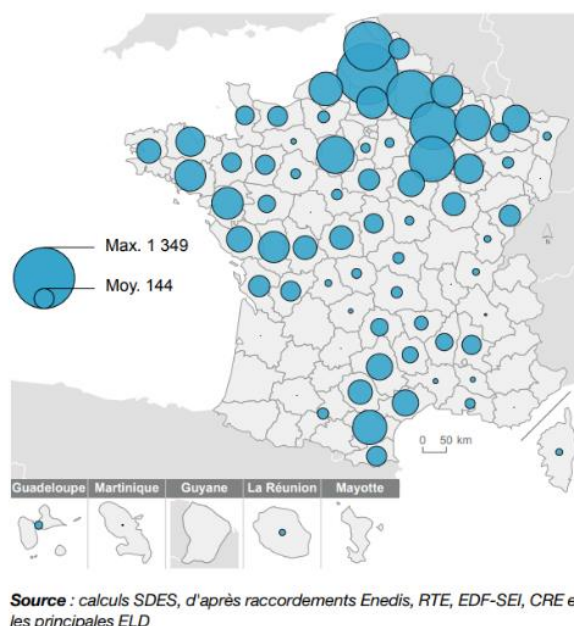 Max. 1 349
Moy. 144
0 50 km
Guadeloupe Martinique Guyane La Réunion Mayotte
Source : calculs SDES, d'après raccordements Enedis, RTE, EDF-SEI, CRE e
les principales ELD